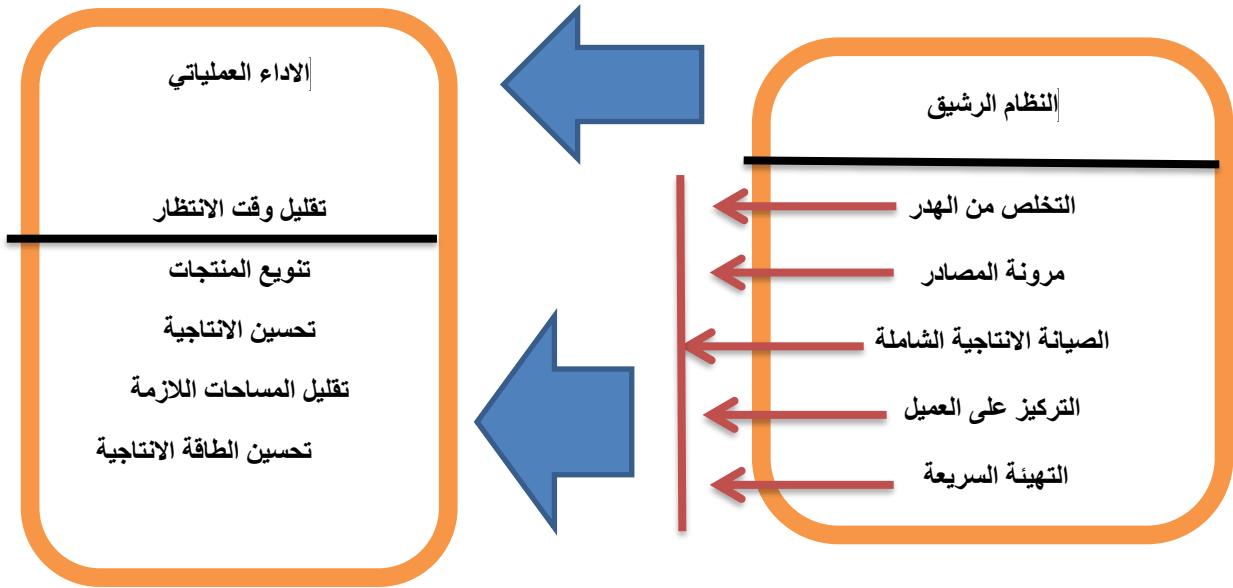 النظام الرشيق
التخلص من الهدر
مرونة المصادر
الصيانة الانتاجية الشاملة
التركيز على العميل
التهيئة السريعة
الاداء العملياتي
تقليل وقت الانتظار
تنويع المنتجات
تحسين الانتاجية
تقليل المساحات اللازمة
تحسين الطاقة الانتاجية